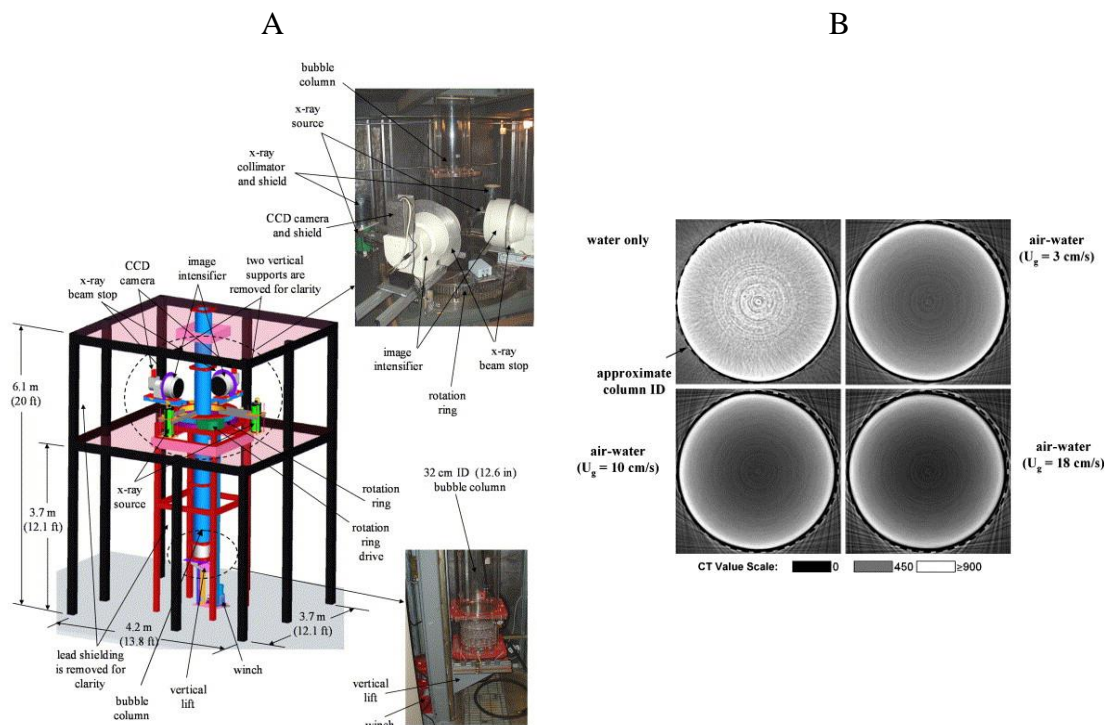 A
B
bubble
column
x-ray
source
x-ray
collimator
and shield
CCD camera
and shield
image
intensifier
x-ray
beam stop
rotation
ring
CCD
camera
image
intensifier
two vertical
supports are
removed for clarity
x-ray
beam stop
6.1 m
(20 ft)
3.7 m
(12.1 ft)
x-ray
source
rotation
ring
rotation
ring drive
32 cm ID (12.6 in)
bubble column
3.7 m
(12.1 ft)
4.2 m
(13.8 ft)
lead shielding
is removed for
clarity
bubble
column
vertical
lift
winch
vertical
lift
winch
water only
air-water
(Ug = 3 cm/s)
approximate
column ID
air-water
(Ug = 10 cm/s)
air-water
(Ug = 18 cm/s)
CT Value Scale: 0 450 ≥900